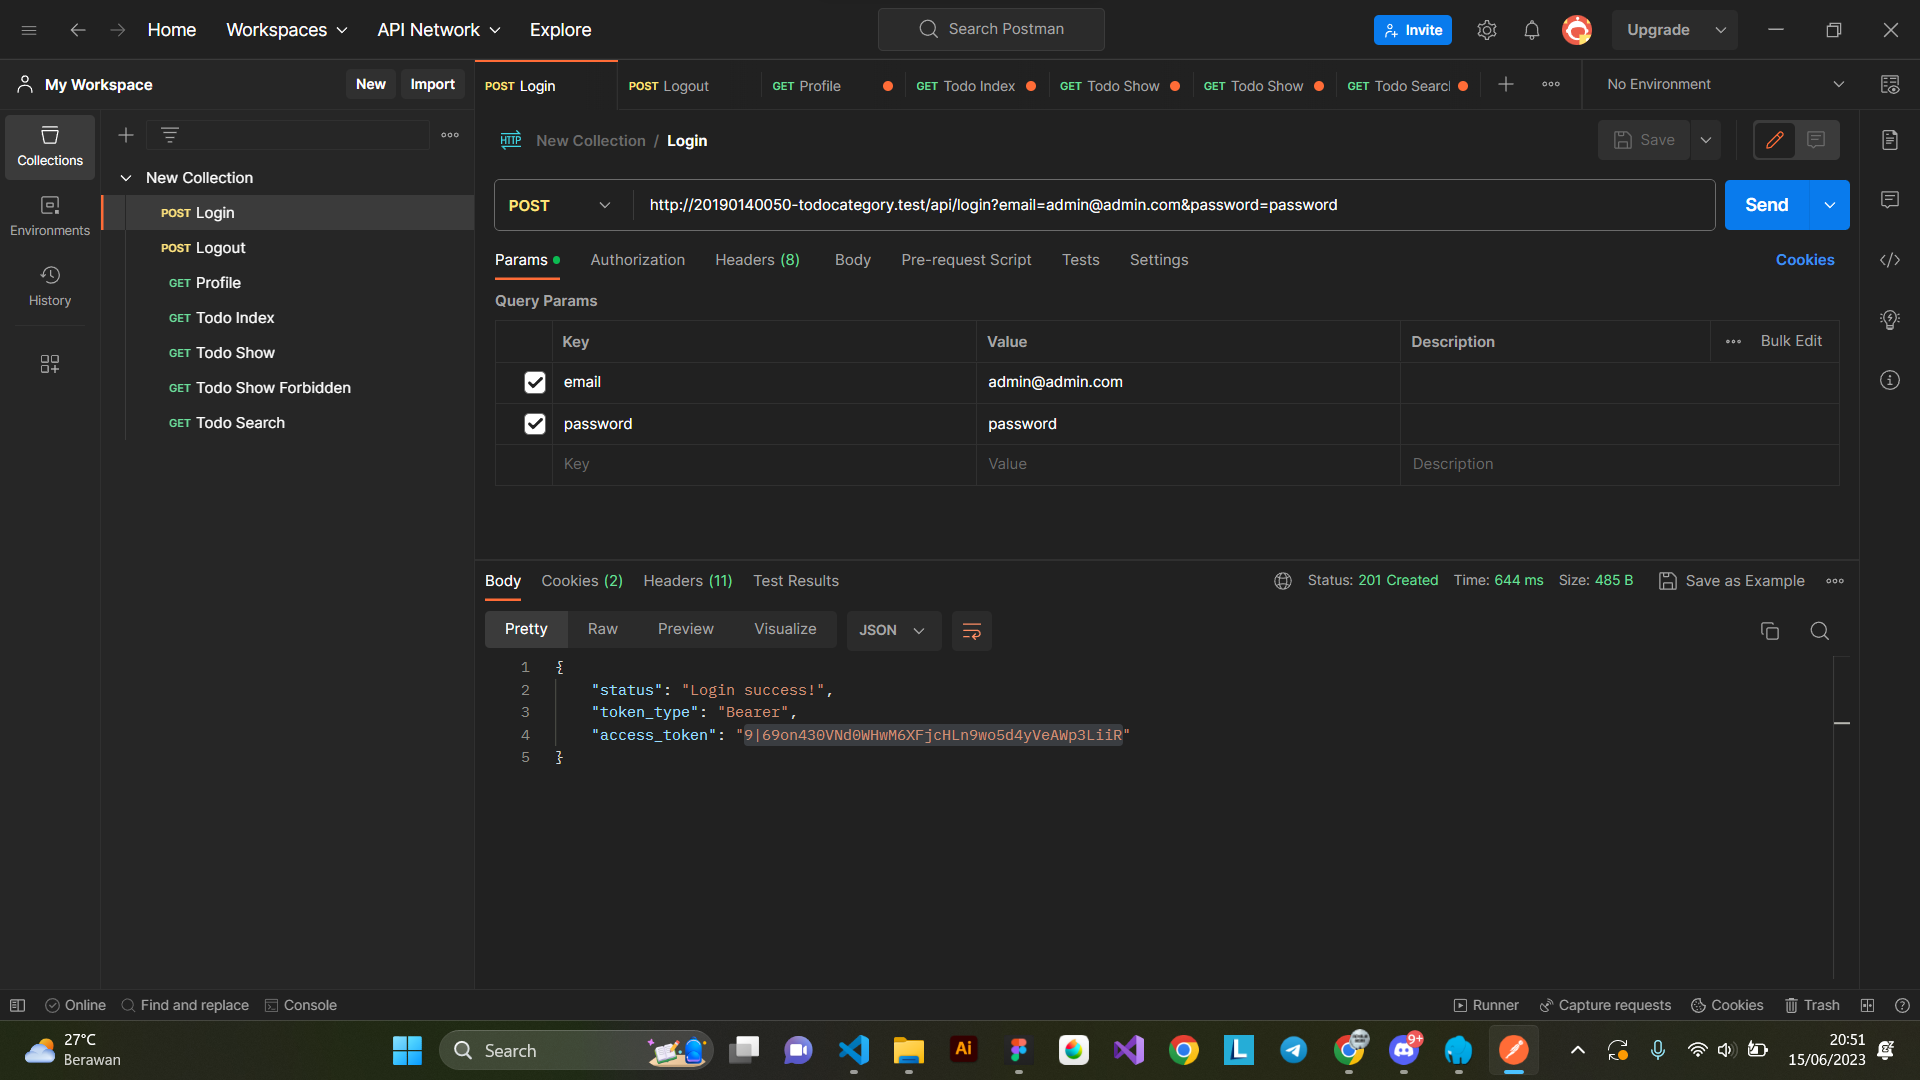 Home
Workspaces
API Network
Explore
Search Postman
Invite
Upgrade
My Workspace
New
Import
POST Login
POST Logout
GET Profile
GET Todo Index
GET Todo Show
GET Todo Show
GET Todo Searc
No Environment
Collections
Environments
History
New Collection
POST Login
POST Logout
GET Profile
GET Todo Index
GET Todo Show
GET Todo Show Forbidden
GET Todo Search
HTTP New Collection / Login
Save
POST
http://20190140050-todocategory.test/api/login?email=admin@admin.com&password=password
Send
Params
Authorization
Headers (8)
Body
Pre-request Script
Tests
Settings
Cookies
Query Params
Key
Value
Description
Bulk Edit
email
admin@admin.com
password
password
Key
Value
Description
Body
Cookies (2)
Headers (11)
Test Results
Status: 201 Created
Time: 644 ms
Size: 485 B
Save as Example
Pretty
Raw
Preview
Visualize
JSON
1 {
2 "status": "Login success!",
3 "token_type": "Bearer",
4 "access_token": "9|69on430VNd0WHwM6XFjcHLn9wo5d4yVeAWp3LiiR"
5 }
Online
Find and replace
Console
Runner
Capture requests
Cookies
Trash
27°C
Berawan
Search
Ai
L
9+
20:51
15/06/2023